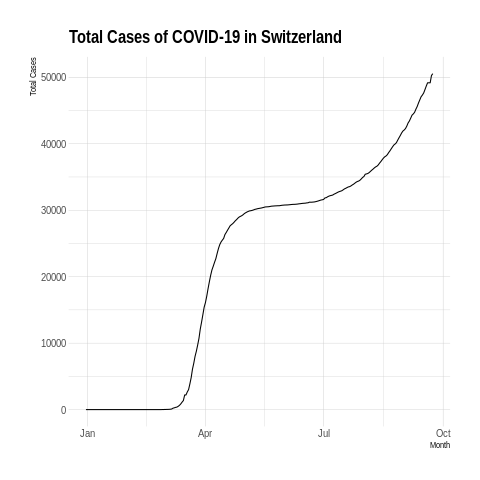 Total Cases of COVID-19 in Switzerland
Total Cases
50000
40000
30000
20000
10000
0
Jan Apr Jul Oct
Month